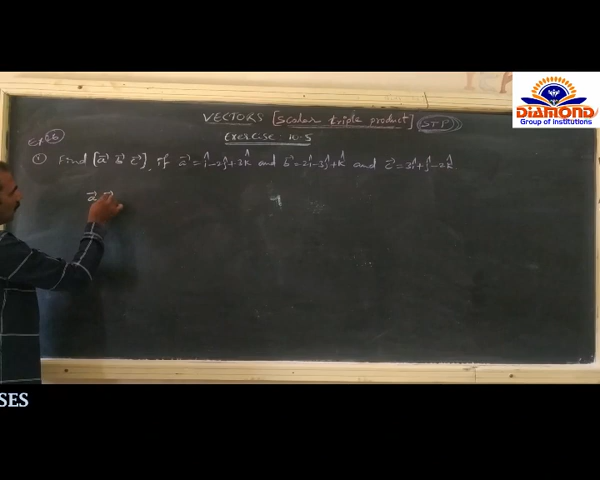 DIAMOND
Group of Institutions
VECTORS [scalar triple product] (STP)
Exercise: 10.5
① Find [a⃗ b⃗ c⃗], if a⃗ = î-2ĵ+3k̂ and b⃗ = 2î-3ĵ+k̂ and c⃗ = 3î+ĵ-2k̂
a⃗
SES